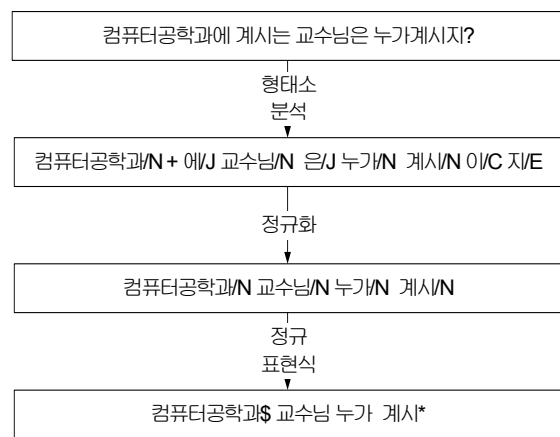 컴퓨터공학과에 계시는 교수님은 누가계시지?
형태소
분석
컴퓨터공학과/N + 에/J 교수님/N 은/J 누가/N 계시/N 이/C 지/E
정규화
컴퓨터공학과/N 교수님/N 누가/N 계시/N
정규
표현식
컴퓨터공학과$ 교수님 누가 계시*